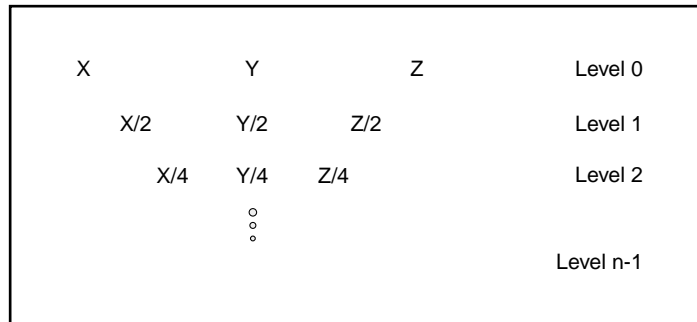 X Y Z Level 0
X/2 Y/2 Z/2 Level 1
X/4 Y/4 Z/4 Level 2
Level n-1